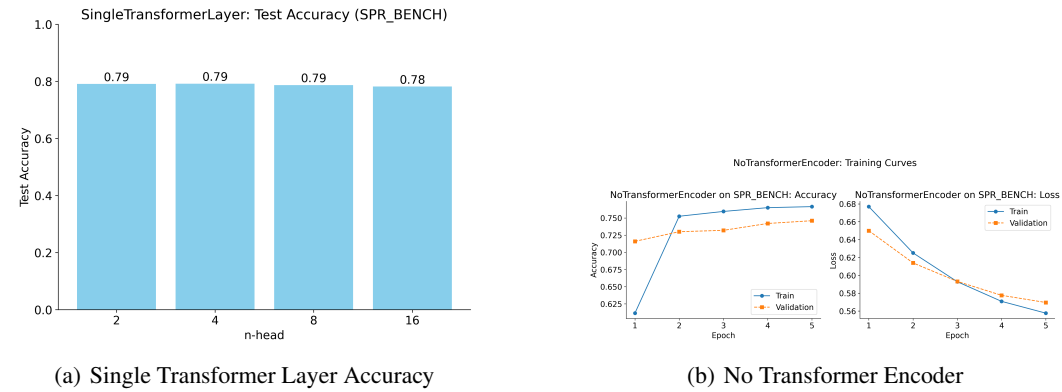 SingleTransformerLayer: Test Accuracy (SPR_BENCH)
1.0
0.8
0.6
0.4
0.2
0.0
Test Accuracy
0.79
0.79
0.79
0.78
2
4
8
16
n-head
(a) Single Transformer Layer Accuracy
NoTransformerEncoder: Training Curves
NoTransformerEncoder on SPR_BENCH: Accuracy
0.750
0.725
0.700
0.675
0.650
0.625
Accuracy
Train
Validation
1
2
3
4
5
Epoch
NoTransformerEncoder on SPR_BENCH: Loss
0.68
0.66
0.64
0.62
0.60
0.58
0.56
Loss
Train
Validation
1
2
3
4
5
Epoch
(b) No Transformer Encoder